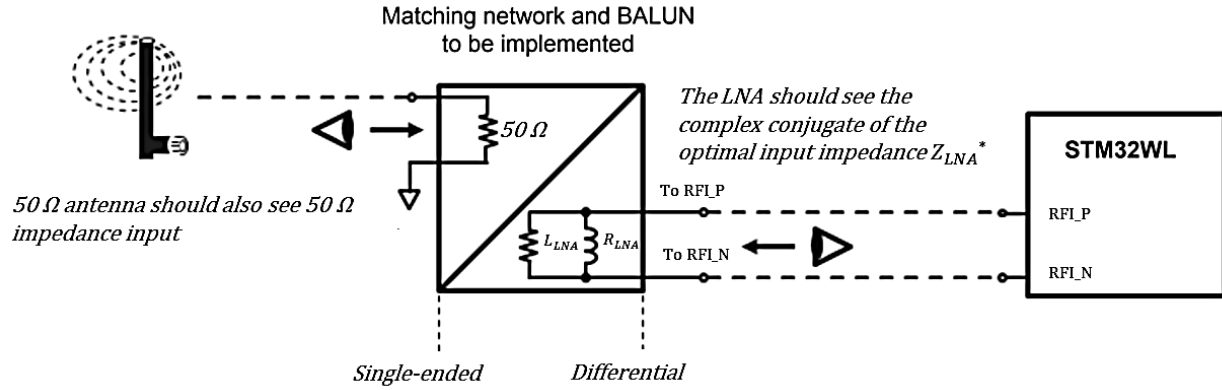 Matching network and BALUN
to be implemented
50 Ω
50 Ω antenna should also see 50 Ω
impedance input
The LNA should see the
complex conjugate of the
optimal input impedance Z_LNA*
To RFI_P
L_LNA
R_LNA
To RFI_N
STM32WL
RFI_P
RFI_N
Single-ended
Differential